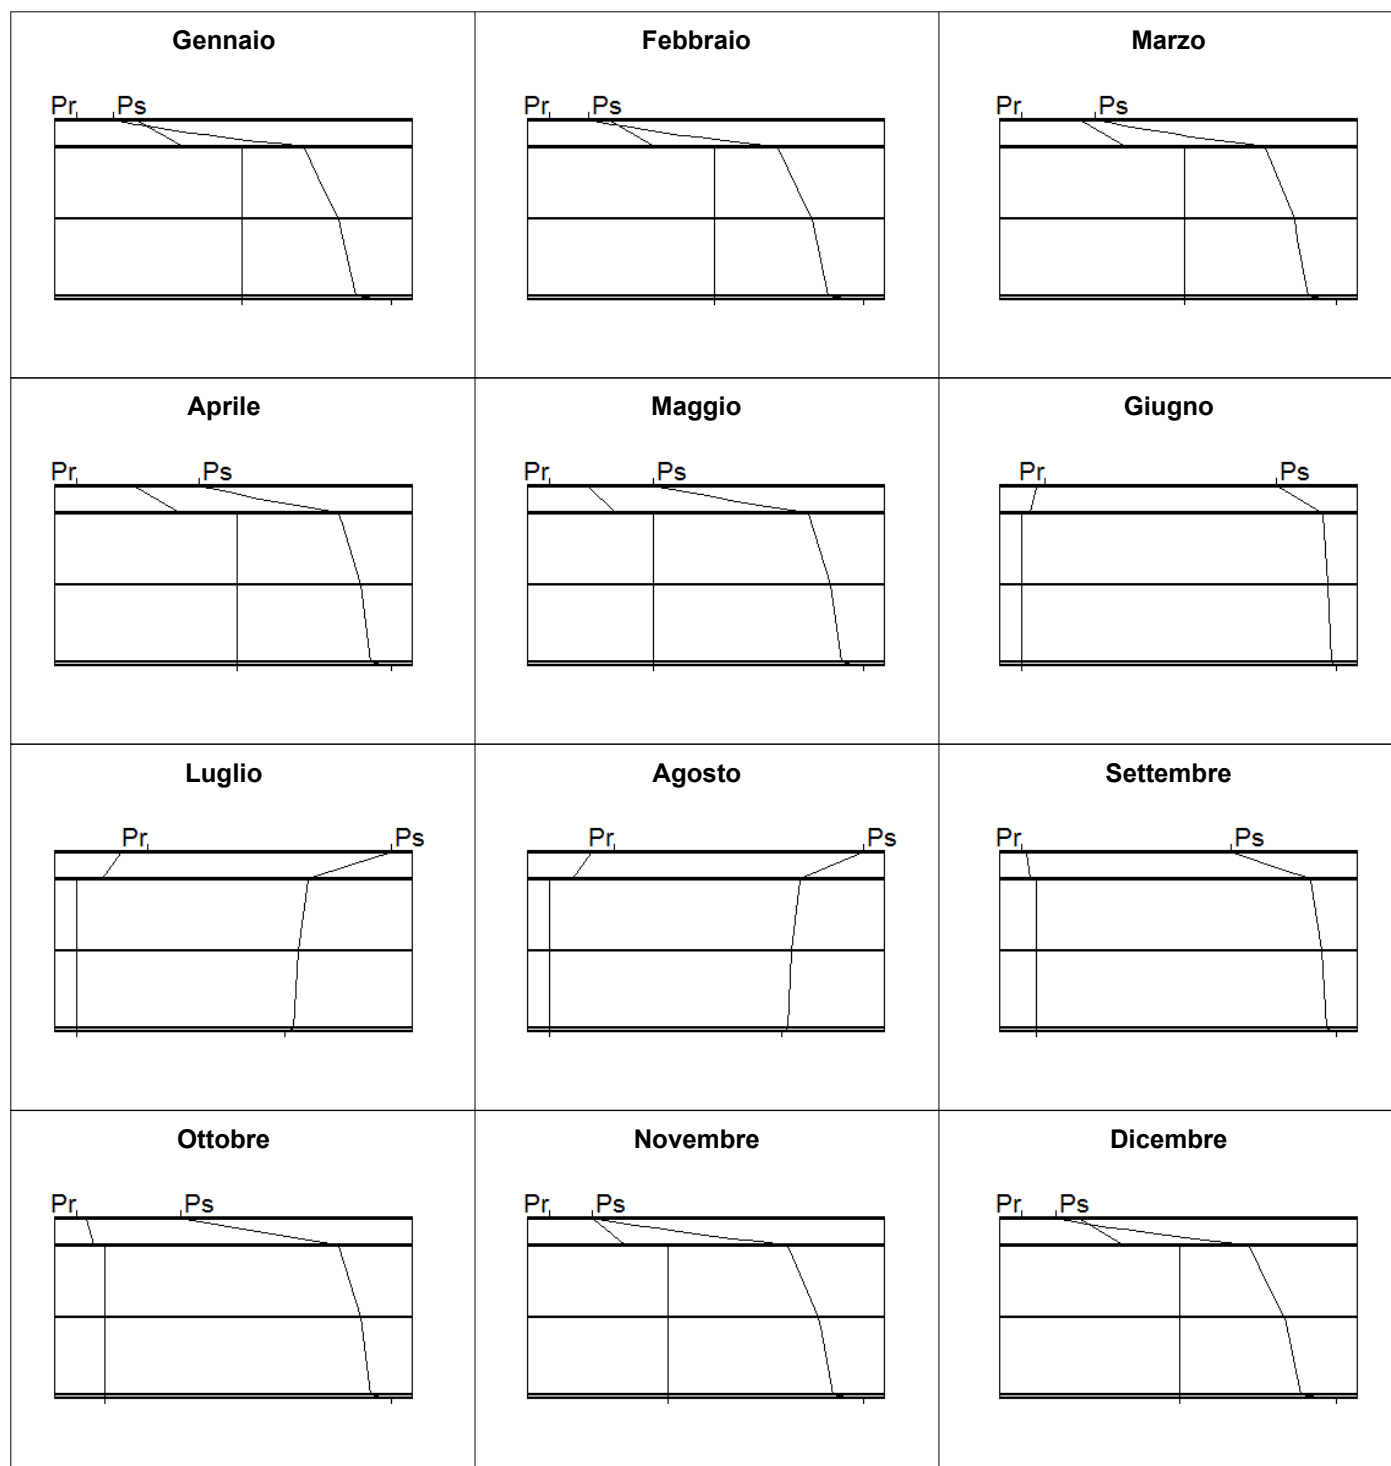 Gennaio
Febbraio
Marzo
Pr Ps
Pr Ps
Pr Ps
Aprile
Maggio
Giugno
Pr Ps
Pr Ps
Pr Ps
Luglio
Agosto
Settembre
Pr Ps
Pr Ps
Pr Ps
Ottobre
Novembre
Dicembre
Pr Ps
Pr Ps
Pr Ps